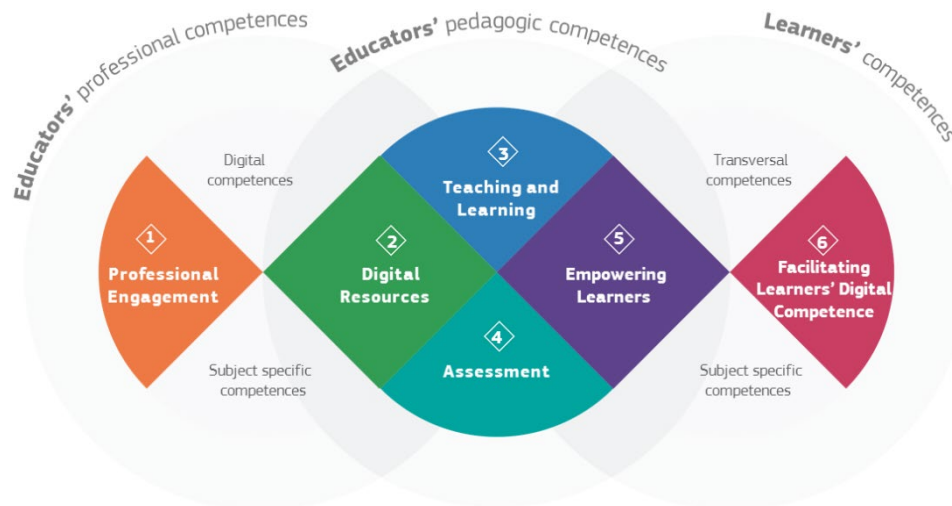 Educators' professional competences
Educators' pedagogic competences
Learners' competences
Digital
competences
1
Professional
Engagement
Subject specific
competences
2
Digital
Resources
3
Teaching and
Learning
4
Assessment
5
Empowering
Learners
Transversal
competences
6
Facilitating
Learners' Digital
Competence
Subject specific
competences